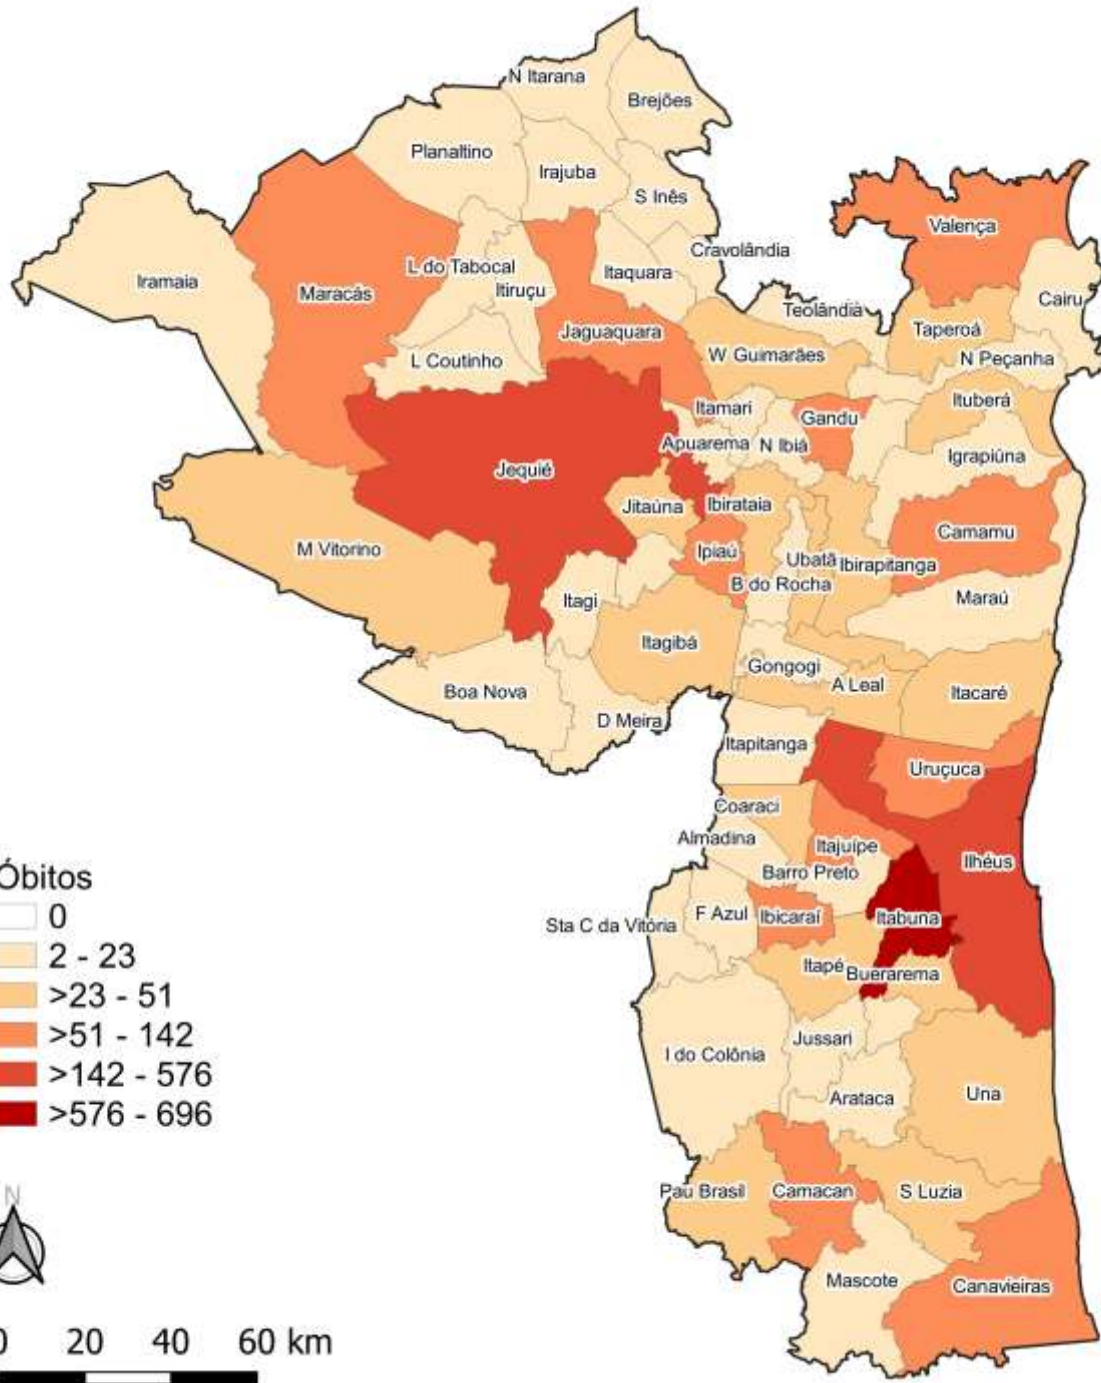 N Itarana
Brejões
Planaltino
Irajuba
S Inês
Valença
Cravolândia
L do Tabocal
Itaquara
Iramaia
Itiruçu
Maracás
Cairu
Teolândia
Jaguaquara
Taperoá
W Guimarães
N Peçanha
L Coutinho
Itamari
Ituberá
Gandu
Apuarema
N Ibiá
Igrapiúna
Jequié
Jitaúna
Ibirataia
Camamu
M Vitorino
Ipiaú
Ubatã
Ibirapitanga
B do Rocha
Itagi
Maraú
Itagibá
Gongogi
A Leal
Boa Nova
Itacaré
D Meira
Itapitanga
Uruçuca
Coaraci
Almadina
Itajuípe
Ilhéus
Barro Preto
Sta C da Vitória
F Azul
Ibicaraí
Itabuna
Itapé
Buerarema
Jussari
I do Colônia
Una
Arataca
Pau Brasil
Camacan
S Luzia
Mascote
Canavieiras
Óbitos
0
2 - 23
>23 - 51
>51 - 142
>142 - 576
>576 - 696
N
0 20 40 60 km